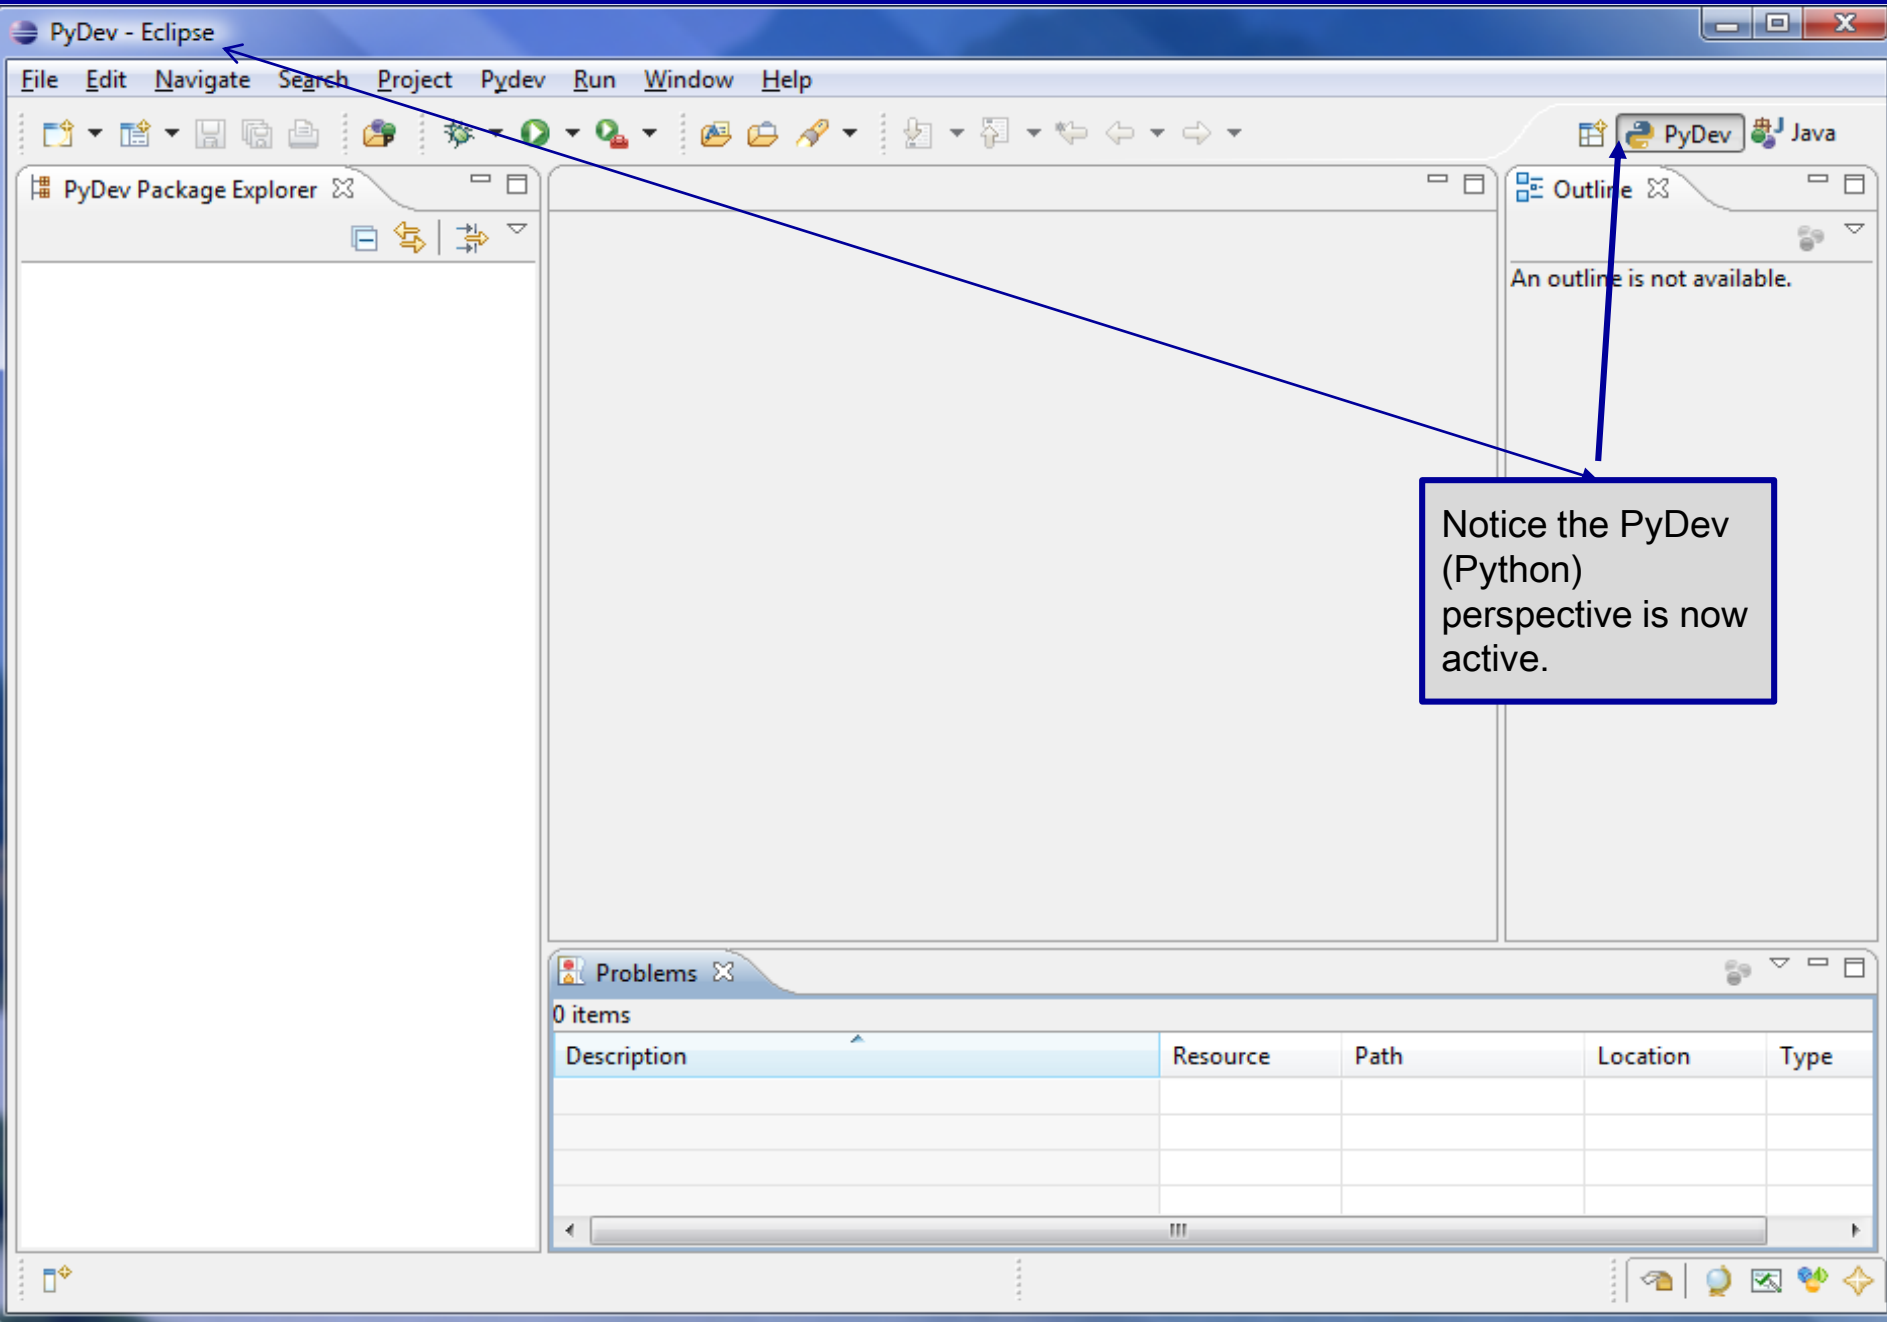 PyDev - Eclipse
File Edit Navigate Search Project Pydev Run Window Help
PyDev Java
PyDev Package Explorer
Outline
An outline is not available.
Notice the PyDev
(Python)
perspective is now
active.
Problems
0 items
Description Resource Path Location Type